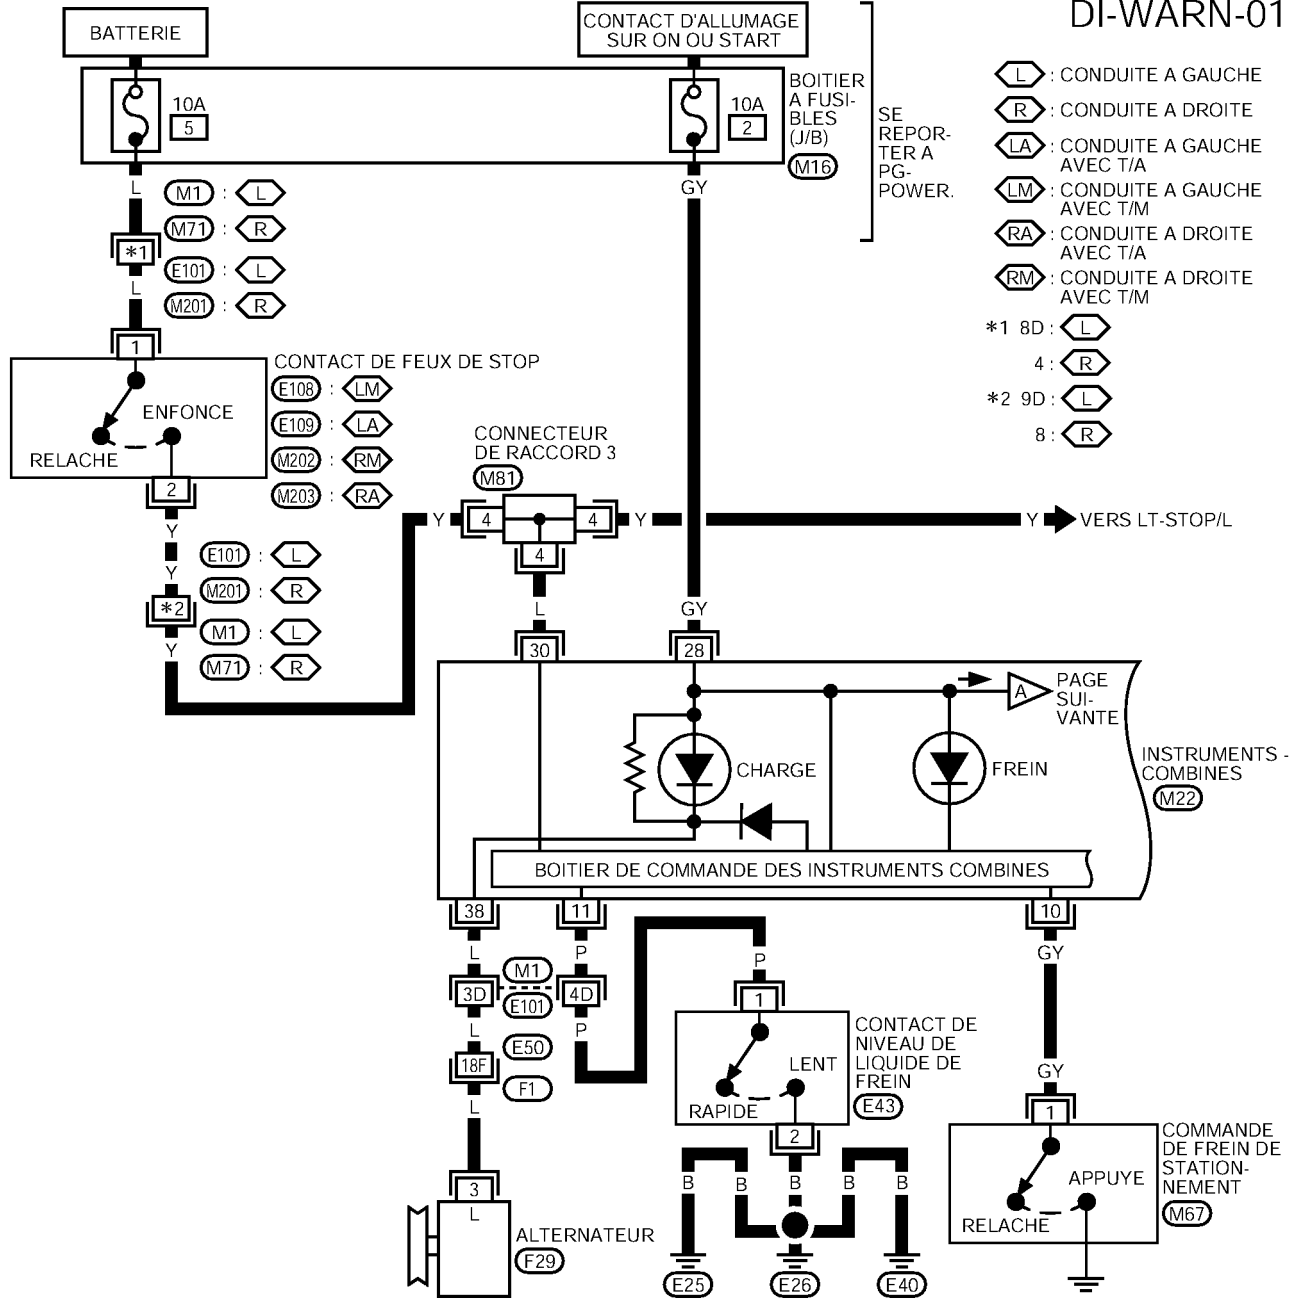 DI-WARN-01
BATTERIE
CONTACT D'ALLUMAGE
SUR ON OU START
10A
5
10A
2
BOITIER
A FUSI-
BLES
(J/B)
M16
SE
REPOR-
TER A
PG-
POWER.
L : CONDUITE A GAUCHE
R : CONDUITE A DROITE
LA : CONDUITE A GAUCHE
AVEC T/A
LM : CONDUITE A GAUCHE
AVEC T/M
RA : CONDUITE A DROITE
AVEC T/A
RM : CONDUITE A DROITE
AVEC T/M
*1 8D : L
4 : R
*2 9D : L
8 : R
L
GY
M1 : L
M71 : R
*1
E101 : L
M201 : R
L
1
CONTACT DE FEUX DE STOP
E108 : LM
E109 : LA
M202 : RM
M203 : RA
ENFONCE
RELACHE
2
Y
Y
E101 : L
M201 : R
*2
M1 : L
M71 : R
Y
CONNECTEUR
DE RACCORD 3
M81
Y 4 4 Y
4
Y VERS LT-STOP/L
L
GY
30
28
A
PAGE
SUI-
VANTE
CHARGE
FREIN
INSTRUMENTS -
COMBINES
M22
BOITIER DE COMMANDE DES INSTRUMENTS COMBINES
38
11
10
L
P
GY
M1
3D
4D
E101
L
P
E50
18F
F1
L
3
L
ALTERNATEUR
F29
P
1
CONTACT DE
NIVEAU DE
LIQUIDE DE
FREIN
E43
LENT
RAPIDE
2
B B B B B
E25
E26
E40
GY
1
COMMANDE
DE FREIN DE
STATION-
NEMENT
M67
APPUYE
RELACHE